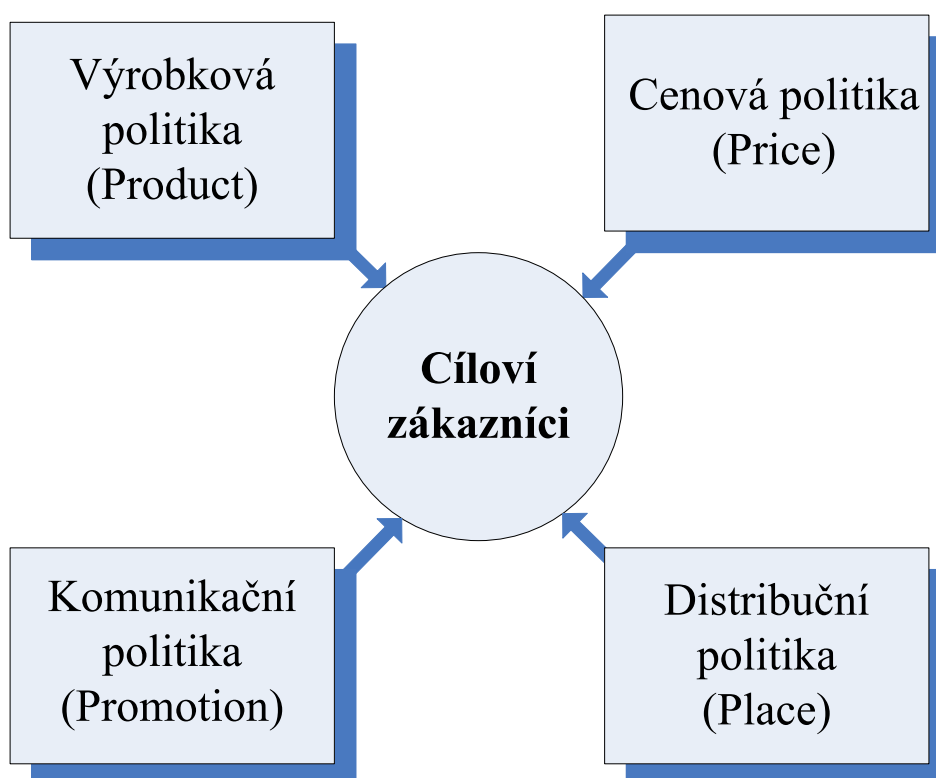 Výrobková
politika
(Product)
Cenová politika
(Price)
Cíloví
zákazníci
Komunikační
politika
(Promotion)
Distribuční
politika
(Place)